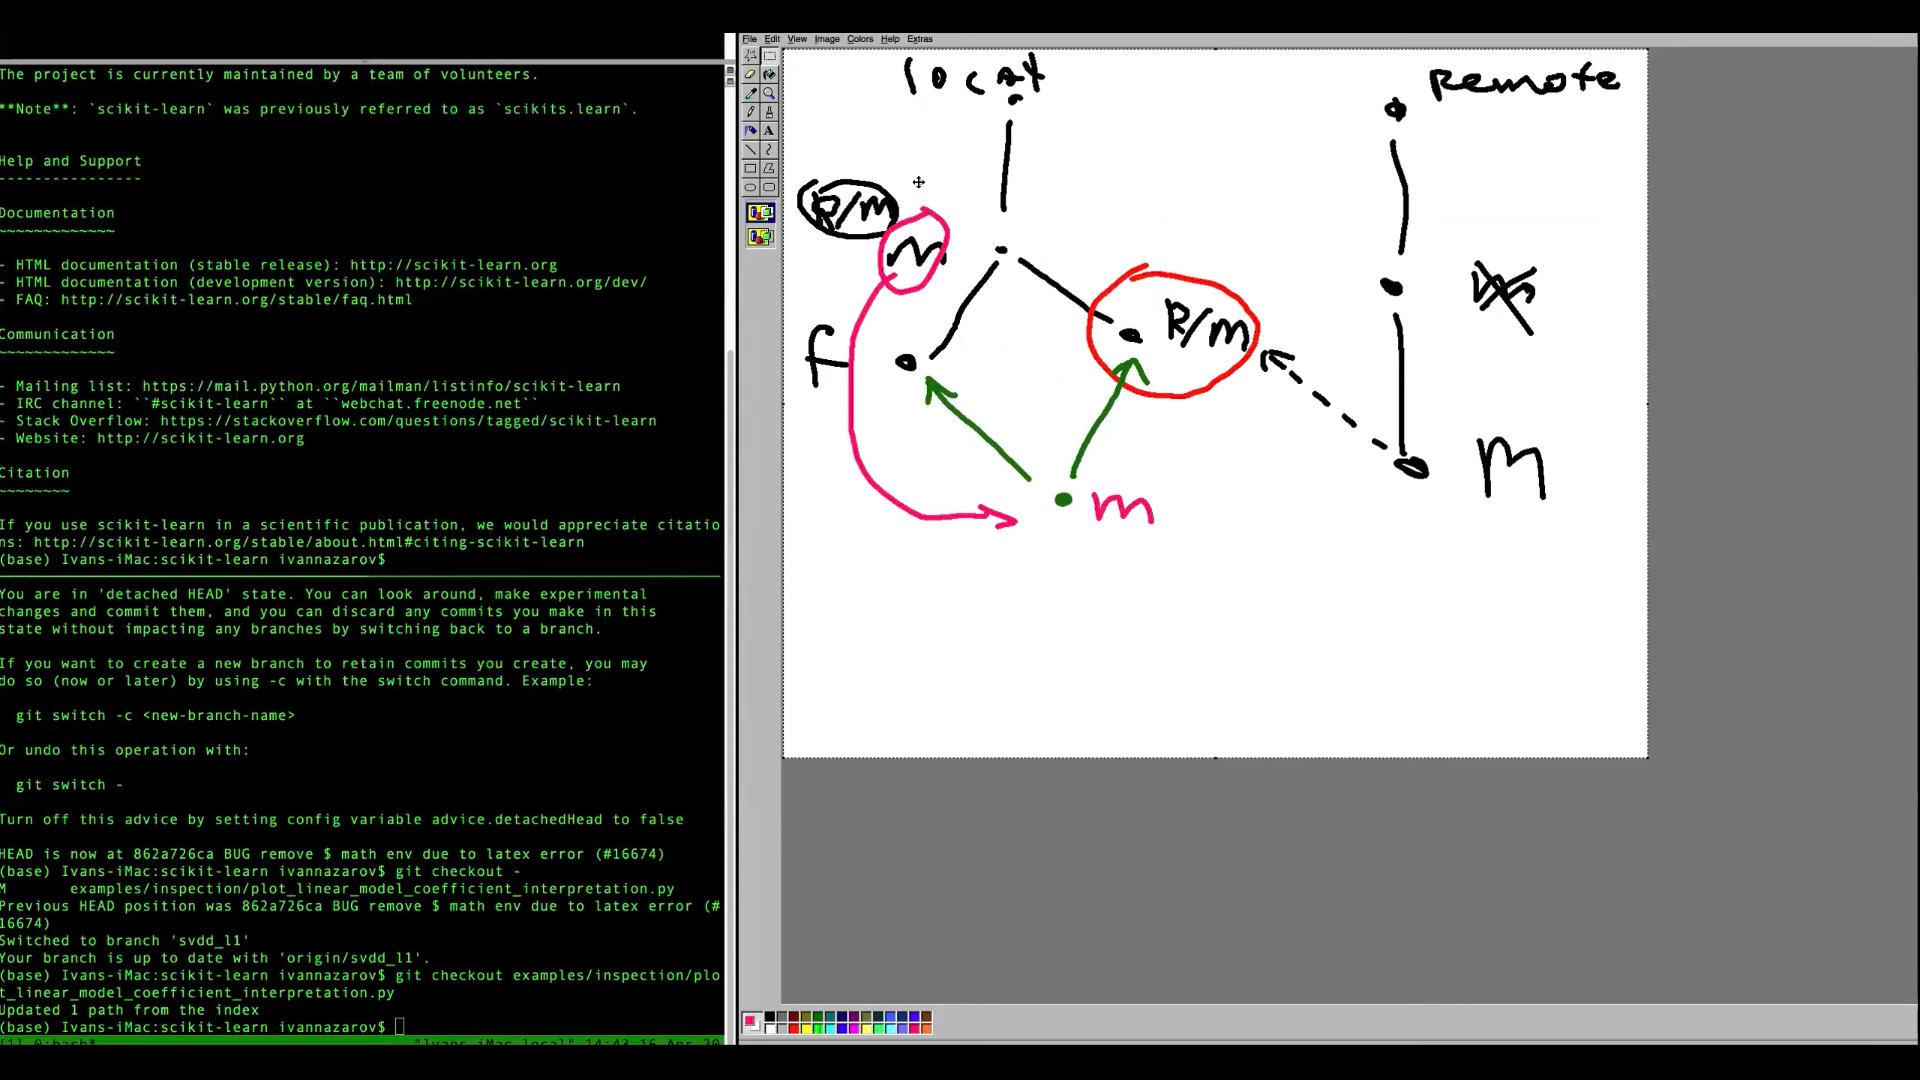 The project is currently maintained by a team of volunteers.
**Note**: `scikit-learn` was previously referred to as `scikits.learn`.
Help and Support
----------------
Documentation
~~~~~~~~~~~~~
- HTML documentation (stable release): http://scikit-learn.org
- HTML documentation (development version): http://scikit-learn.org/dev/
- FAQ: http://scikit-learn.org/stable/faq.html
Communication
~~~~~~~~~~~~~
- Mailing list: https://mail.python.org/mailman/listinfo/scikit-learn
- IRC channel: ``#scikit-learn`` at ``webchat.freenode.net``
- Stack Overflow: https://stackoverflow.com/questions/tagged/scikit-learn
- Website: http://scikit-learn.org
Citation
~~~~~~~~
If you use scikit-learn in a scientific publication, we would appreciate citatio
ns: http://scikit-learn.org/stable/about.html#citing-scikit-learn
(base) Ivans-iMac:scikit-learn ivannazarov$
You are in 'detached HEAD' state. You can look around, make experimental
changes and commit them, and you can discard any commits you make in this
state without impacting any branches by switching back to a branch.
If you want to create a new branch to retain commits you create, you may
do so (now or later) by using -c with the switch command. Example:
git switch -c <new-branch-name>
Or undo this operation with:
git switch -
Turn off this advice by setting config variable advice.detachedHead to false
HEAD is now at 862a726ca BUG remove $ math env due to latex error (#16674)
(base) Ivans-iMac:scikit-learn ivannazarov$ git checkout -
M examples/inspection/plot_linear_model_coefficient_interpretation.py
Previous HEAD position was 862a726ca BUG remove $ math env due to latex error (#
16674)
Switched to branch 'svdd_l1'
Your branch is up to date with 'origin/svdd_l1'.
(base) Ivans-iMac:scikit-learn ivannazarov$ git checkout examples/inspection/plo
t_linear_model_coefficient_interpretation.py
Updated 1 path from the index
(base) Ivans-iMac:scikit-learn ivannazarov$
File Edit View Image Colors Help Extras
local
Remote
R/m
m
R/m
f
M
m